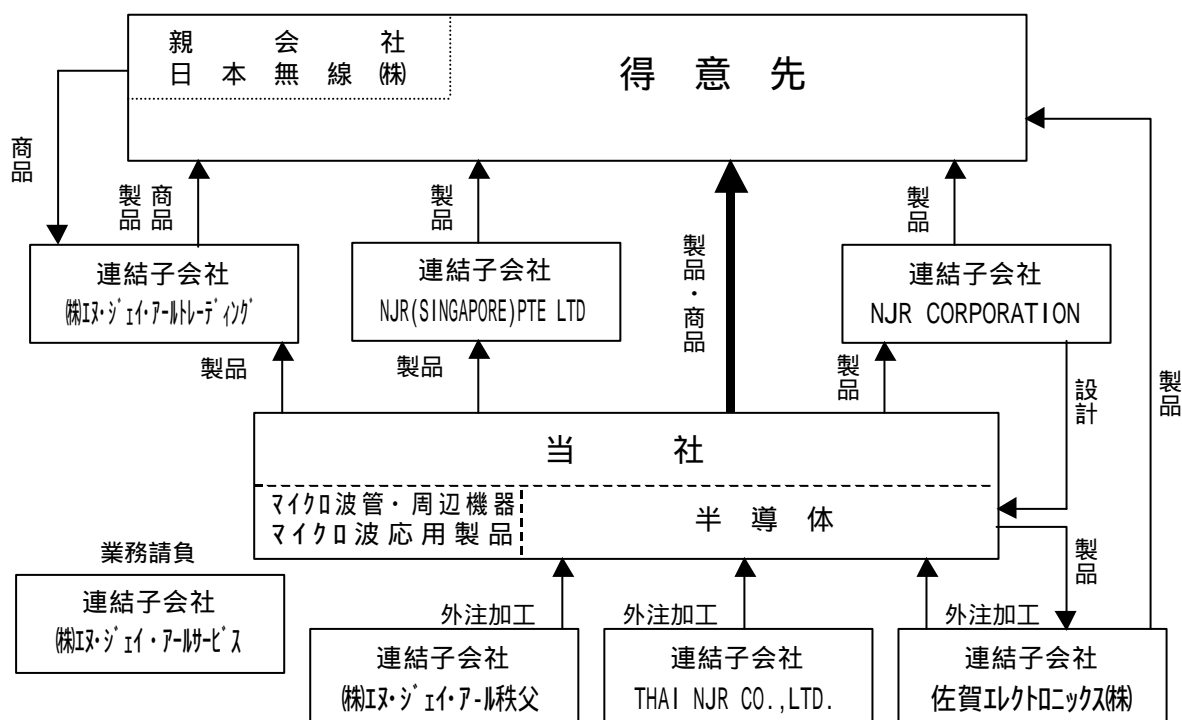 親会社
日本無線㈱
得意先
商品
製品
商品
製品
製品・商品
製品
連結子会社
㈱エヌ・ジェイ・アールトレーディング
連結子会社
NJR(SINGAPORE)PTE LTD
連結子会社
NJR CORPORATION
製品
製品
製品
設計
製品
当社
マイクロ波管・周辺機器
マイクロ波応用製品
半導体
業務請負
製品
連結子会社
㈱エヌ・ジェイ・アールサービス
外注加工
外注加工
外注加工
連結子会社
㈱エヌ・ジェイ・アール秩父
連結子会社
THAI NJR CO.,LTD.
連結子会社
佐賀エレクトロニックス㈱